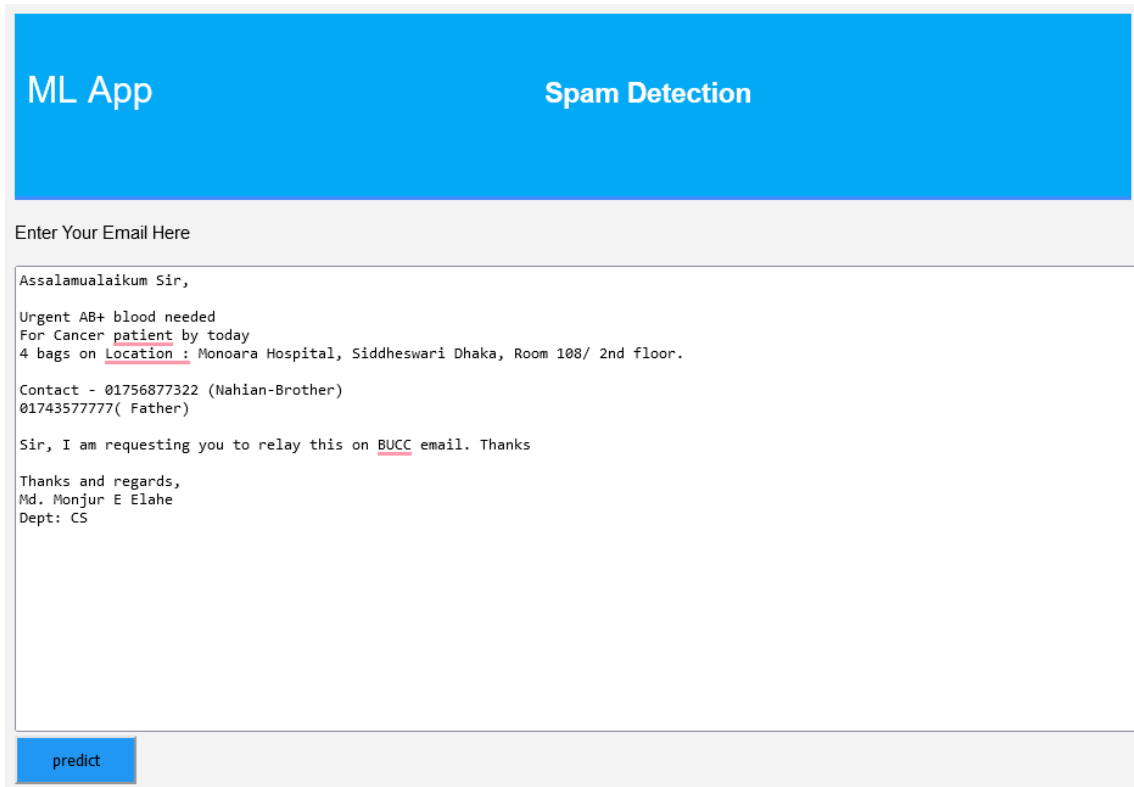 ML App
Spam Detection
Enter Your Email Here
Assalamualaikum Sir,
Urgent AB+ blood needed
For Cancer patient by today
4 bags on Location : Monoara Hospital, Siddheswari Dhaka, Room 108/ 2nd floor.
Contact - 01756877322 (Nahian-Brother)
01743577777( Father)
Sir, I am requesting you to relay this on BUCC email. Thanks
Thanks and regards,
Md. Monjur E Elahe
Dept: CS
predict